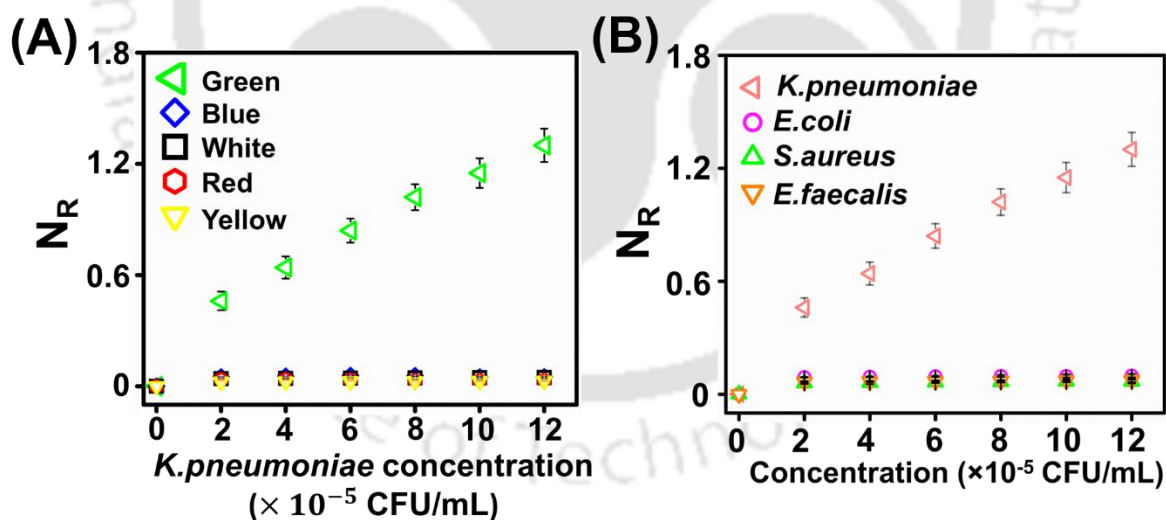 (A)
1.8
1.2
0.6
0
N_R
Green
Blue
White
Red
Yellow
0 2 4 6 8 10 12
K.pneumoniae concentration
(× 10⁻⁵ CFU/mL)
(B)
1.8
1.2
0.6
0
N_R
K.pneumoniae
E.coli
S.aureus
E.faecalis
0 2 4 6 8 10 12
Concentration (×10⁻⁵ CFU/mL)
of Techno